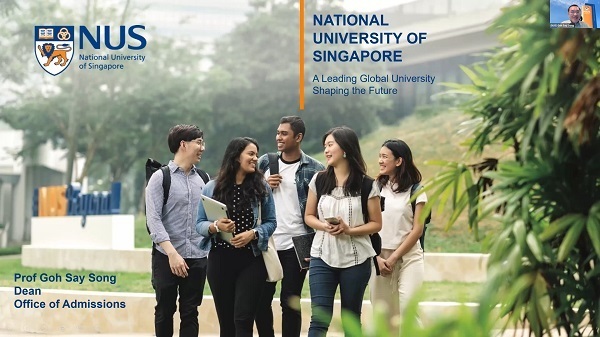 NUS
National University
of Singapore
NATIONAL
UNIVERSITY OF
SINGAPORE
A Leading Global University
Shaping the Future
Prof Goh Say Song
Dean
Office of Admissions